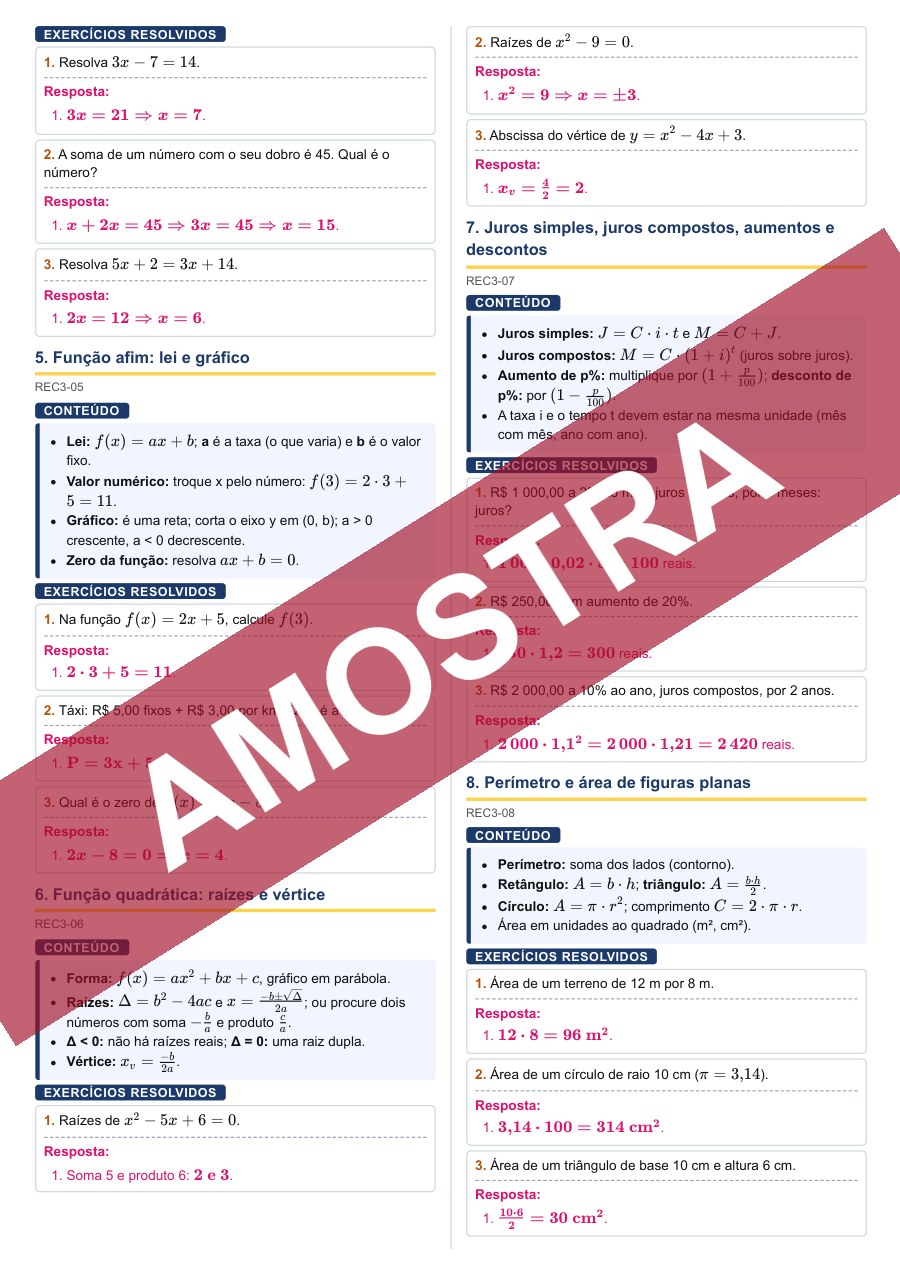 EXERCÍCIOS RESOLVIDOS
1. Resolva 3x − 7 = 14.
Resposta:
1. 3x = 21 ⇒ x = 7.
2. A soma de um número com o seu dobro é 45. Qual é o
número?
Resposta:
1. x + 2x = 45 ⇒ 3x = 45 ⇒ x = 15.
3. Resolva 5x + 2 = 3x + 14.
Resposta:
1. 2x = 12 ⇒ x = 6.
5. Função afim: lei e gráfico
REC3-05
CONTEÚDO
• Lei: f(x) = ax + b; a é a taxa (o que varia) e b é o valor
fixo.
• Valor numérico: troque x pelo número: f(3) = 2 · 3 +
5 = 11.
• Gráfico: é uma reta; corta o eixo y em (0, b); a > 0
crescente, a < 0 decrescente.
• Zero da função: resolva ax + b = 0.
EXERCÍCIOS RESOLVIDOS
1. Na função f(x) = 2x + 5, calcule f(3).
Resposta:
1. 2 · 3 + 5 = 11.
2. Táxi: R$ 5,00 fixos + R$ 3,00 por km
Resposta:
1. P = 3x + 5
3. Qual é o zero de (x)
Resposta:
1. 2x − 8 = 0 x = 4.
6. Função quadrática: raízes e vértice
REC3-06
CONTEÚDO
• Forma: f(x) = ax² + bx + c, gráfico em parábola.
• Raízes: Δ = b² − 4ac e x = (−b±√Δ)/2a; ou procure dois
números com soma −b/a e produto c/a.
• Δ < 0: não há raízes reais; Δ = 0: uma raiz dupla.
• Vértice: xᵥ = −b/2a.
EXERCÍCIOS RESOLVIDOS
1. Raízes de x² − 5x + 6 = 0.
Resposta:
1. Soma 5 e produto 6: 2 e 3.
2. Raízes de x² − 9 = 0.
Resposta:
1. x² = 9 ⇒ x = ±3.
3. Abscissa do vértice de y = x² − 4x + 3.
Resposta:
1. xᵥ = 4/2 = 2.
7. Juros simples, juros compostos, aumentos e
descontos
REC3-07
CONTEÚDO
• Juros simples: J = C · i · t e M = C + J.
• Juros compostos: M = C · (1 + i)ᵗ (juros sobre juros).
• Aumento de p%: multiplique por (1 + p/100); desconto de
p%: por (1 − p/100).
• A taxa i e o tempo t devem estar na mesma unidade (mês
com mês, ano com ano).
EXERCÍCIOS RESOLVIDOS
1. R$ 1 000,00 a juros meses:
juros?
0,02 · 100 reais.
2. R$ 250,00 aumento de 20%.
Resposta:
· 1,2 = 300 reais.
3. R$ 2 000,00 a 10% ao ano, juros compostos, por 2 anos.
Resposta:
1. 2 000 · 1,1² = 2 000 · 1,21 = 2 420 reais.
8. Perímetro e área de figuras planas
REC3-08
CONTEÚDO
• Perímetro: soma dos lados (contorno).
• Retângulo: A = b · h; triângulo: A = b·h/2.
• Círculo: A = π · r²; comprimento C = 2 · π · r.
• Área em unidades ao quadrado (m², cm²).
EXERCÍCIOS RESOLVIDOS
1. Área de um terreno de 12 m por 8 m.
Resposta:
1. 12 · 8 = 96 m².
2. Área de um círculo de raio 10 cm (π = 3,14).
Resposta:
1. 3,14 · 100 = 314 cm².
3. Área de um triângulo de base 10 cm e altura 6 cm.
Resposta:
1. 10·6/2 = 30 cm².
AMOSTRA